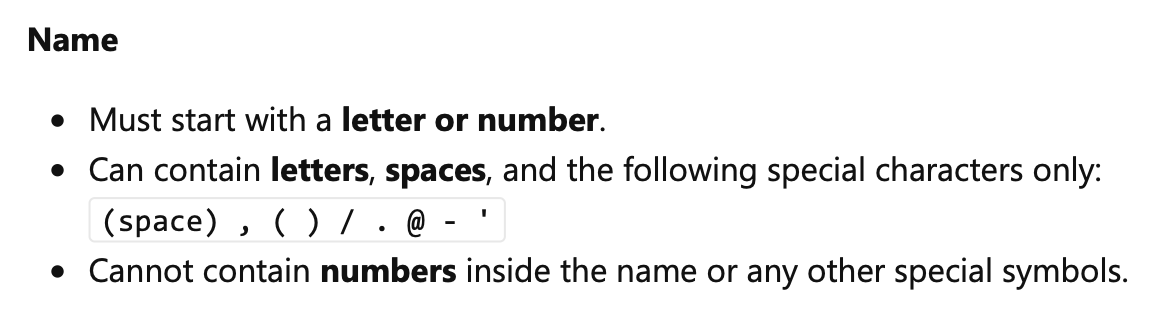 Name
• Must start with a letter or number.
• Can contain letters, spaces, and the following special characters only:
(space) , ( ) / . @ - '
• Cannot contain numbers inside the name or any other special symbols.